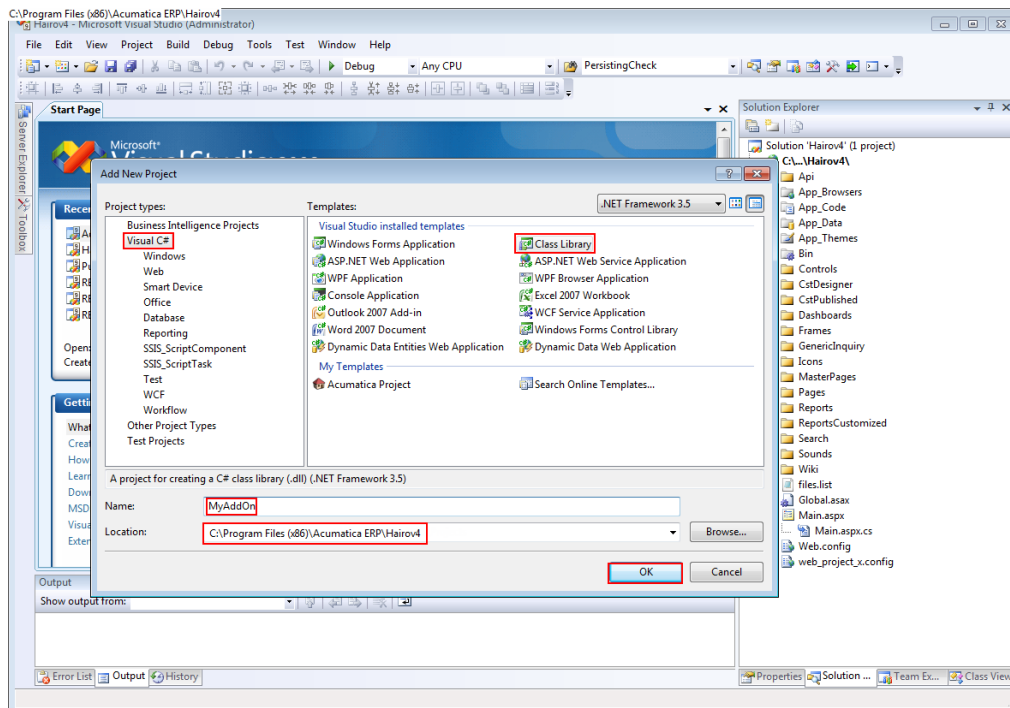 C:\Program Files (x86)\Acumatica ERP\Hairov4
Hairov4 - Microsoft Visual Studio (Administrator)
File Edit View Project Build Debug Tools Test Window Help
Debug Any CPU PersistingCheck
Start Page
Server Explorer
Toolbox
Microsoft®
Add New Project
Project types:
Business Intelligence Projects
Visual C#
Windows
Web
Smart Device
Office
Database
Reporting
SSIS_ScriptComponent
SSIS_ScriptTask
Test
WCF
Workflow
Other Project Types
Test Projects
Templates:
.NET Framework 3.5
Visual Studio installed templates
Windows Forms Application
ASP.NET Web Application
WPF Application
Console Application
Outlook 2007 Add-in
Word 2007 Document
Dynamic Data Entities Web Application
Class Library
ASP.NET Web Service Application
WPF Browser Application
Excel 2007 Workbook
WCF Service Application
Windows Forms Control Library
Dynamic Data Web Application
My Templates
Acumatica Project
Search Online Templates...
A project for creating a C# class library (.dll) (.NET Framework 3.5)
Name: MyAddOn
Location: C:\Program Files (x86)\Acumatica ERP\Hairov4
Browse...
OK Cancel
Output
Show output from:
Error List Output History
Solution Explorer
Solution 'Hairov4' (1 project)
C:\...\Hairov4\
Api
App_Browsers
App_Code
App_Data
App_Themes
Bin
Controls
CstDesigner
CstPublished
Dashboards
Frames
GenericInquiry
Icons
MasterPages
Pages
Reports
ReportsCustomized
Search
Sounds
Wiki
files.list
Global.asax
Main.aspx
Main.aspx.cs
Web.config
web_project_x.config
Properties Solution ... Team Ex... Class View